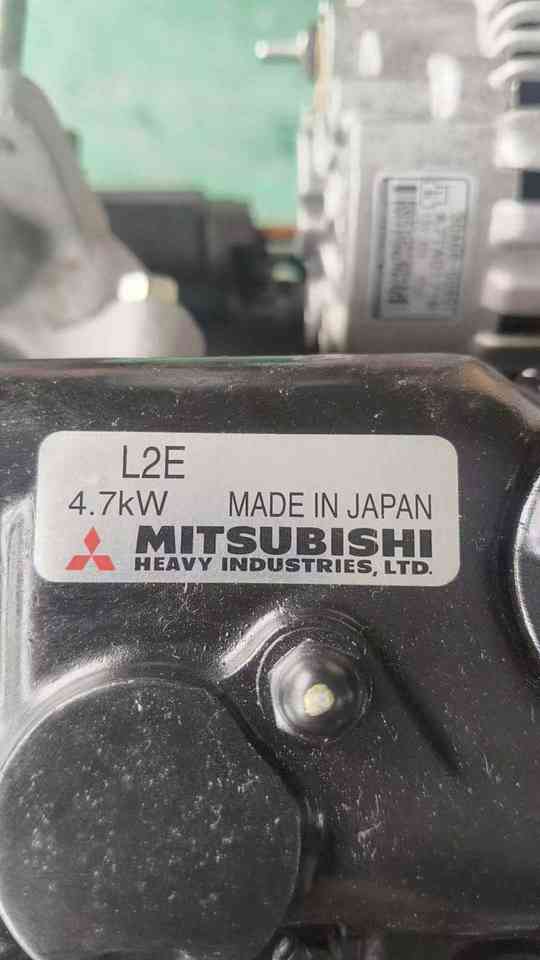 L2E
4.7kW MADE IN JAPAN
MITSUBISHI
HEAVY INDUSTRIES, LTD.